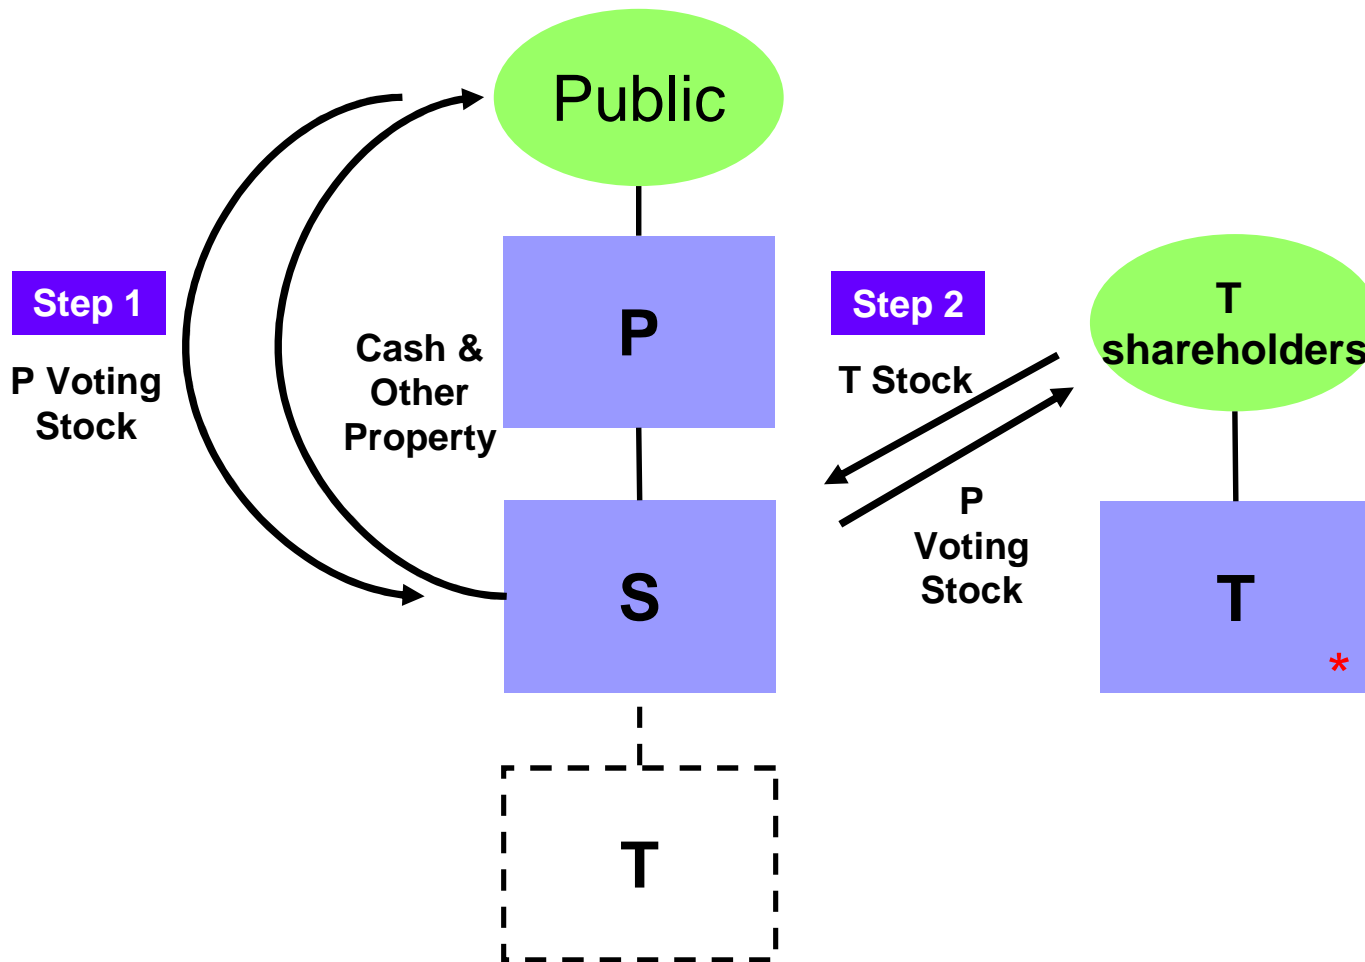 Public
Step 1
P Voting
Stock
Cash &
Other
Property
P
Step 2
T Stock
T
shareholders
P
Voting
Stock
S
T
*
T